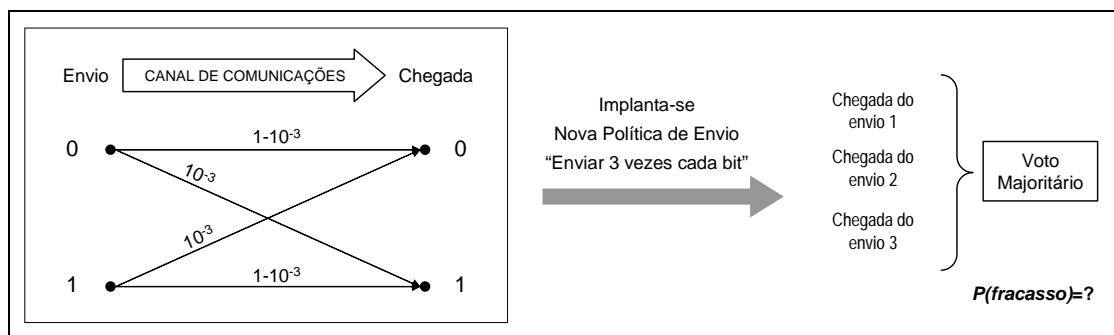 Envio
CANAL DE COMUNICAÇÕES
Chegada
0
1-10-3
0
10-3
10-3
1
1-10-3
1
Implanta-se
Nova Política de Envio
“Enviar 3 vezes cada bit”
Chegada do
envio 1
Chegada do
envio 2
Chegada do
envio 3
Voto
Majoritário
P(fracasso)=?